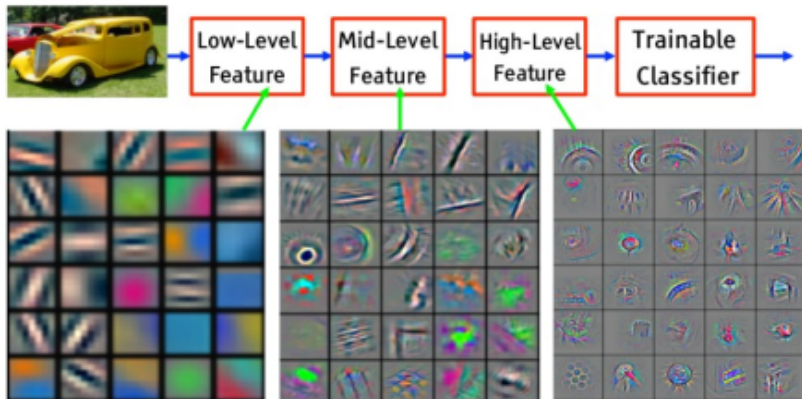 Low-Level
Feature
Mid-Level
Feature
High-Level
Feature
Trainable
Classifier